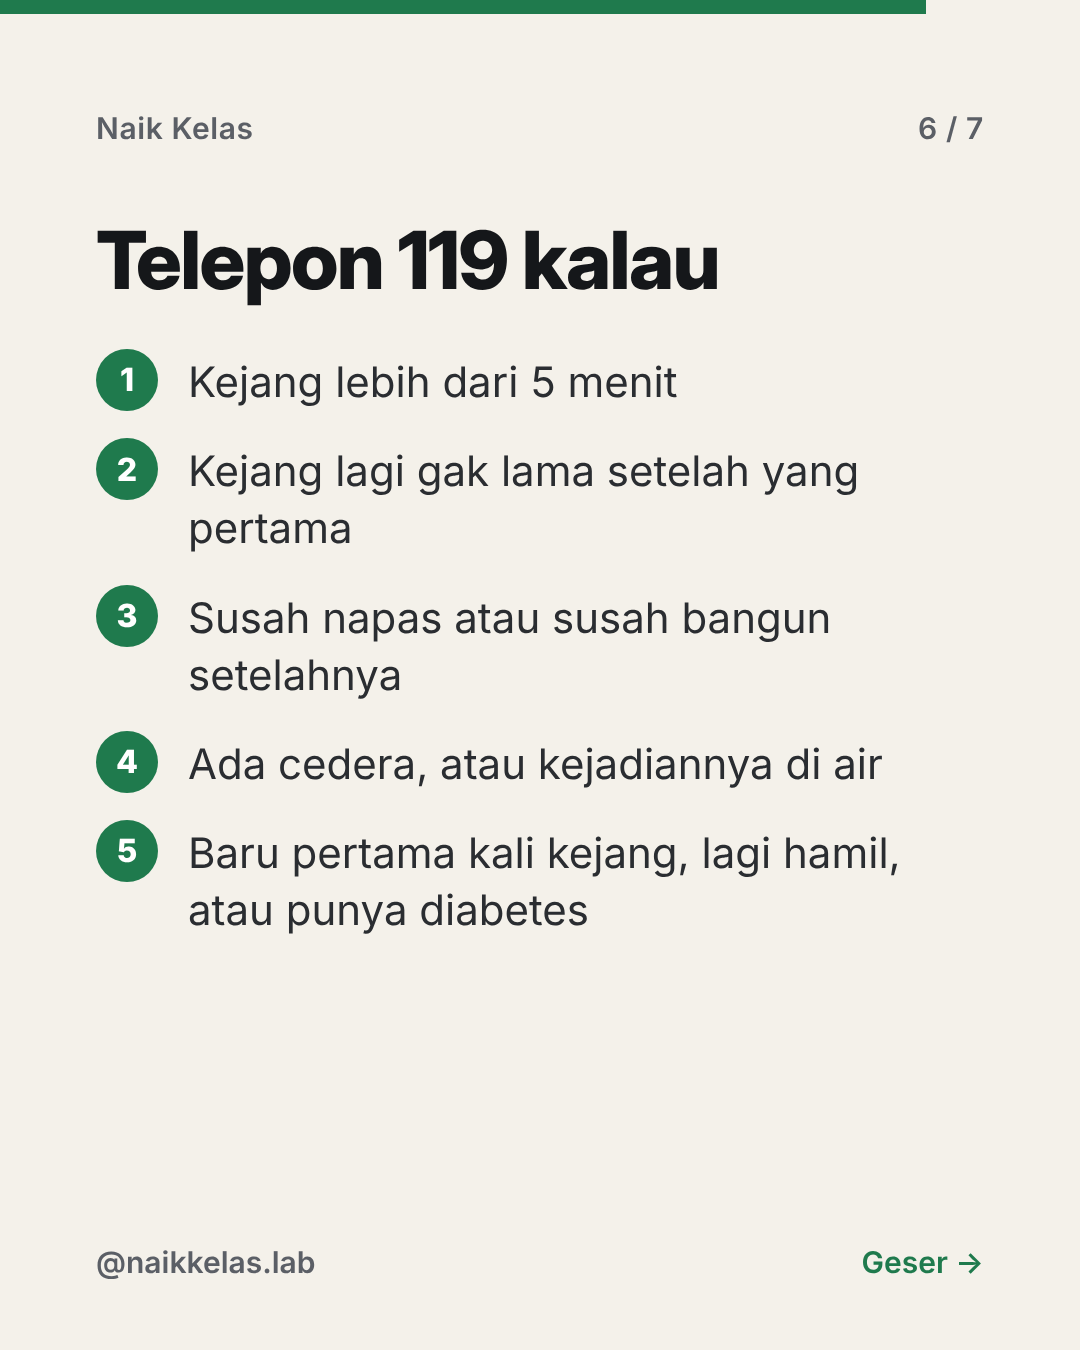 Naik Kelas
6 / 7
Telepon 119 kalau
1 Kejang lebih dari 5 menit
2 Kejang lagi gak lama setelah yang
pertama
3 Susah napas atau susah bangun
setelahnya
4 Ada cedera, atau kejadiannya di air
5 Baru pertama kali kejang, lagi hamil,
atau punya diabetes
@naikkelas.lab
Geser →